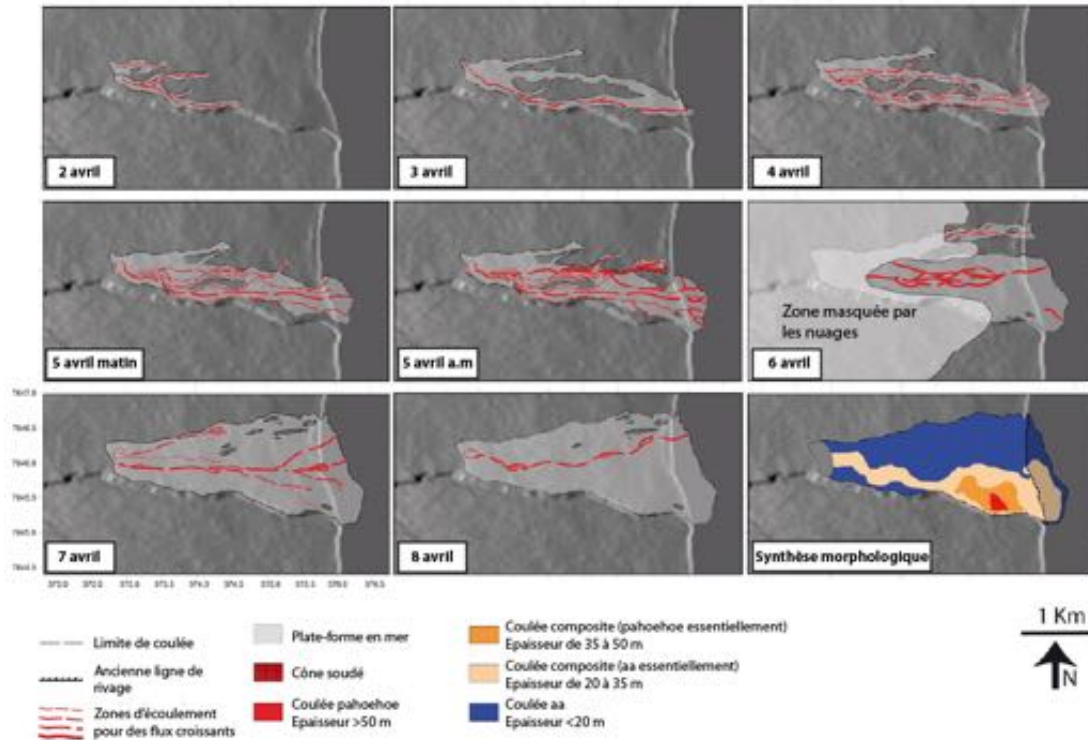 2 avril
3 avril
4 avril
5 avril matin
5 avril a.m
Zone masquée par
les nuages
6 avril
7 avril
8 avril
Synthèse morphologique
Limite de coulée
Ancienne ligne de
rivage
Zones d'écoulement
pour des flux croissants
Plate-forme en mer
Cône soudé
Coulée pahoehoe
Epaisseur >50 m
Coulée composite (pahoehoe essentiellement)
Epaisseur de 35 à 50 m
Coulée composite (aa essentiellement)
Epaisseur de 20 à 35 m
Coulée aa
Epaisseur <20 m
1 Km
N